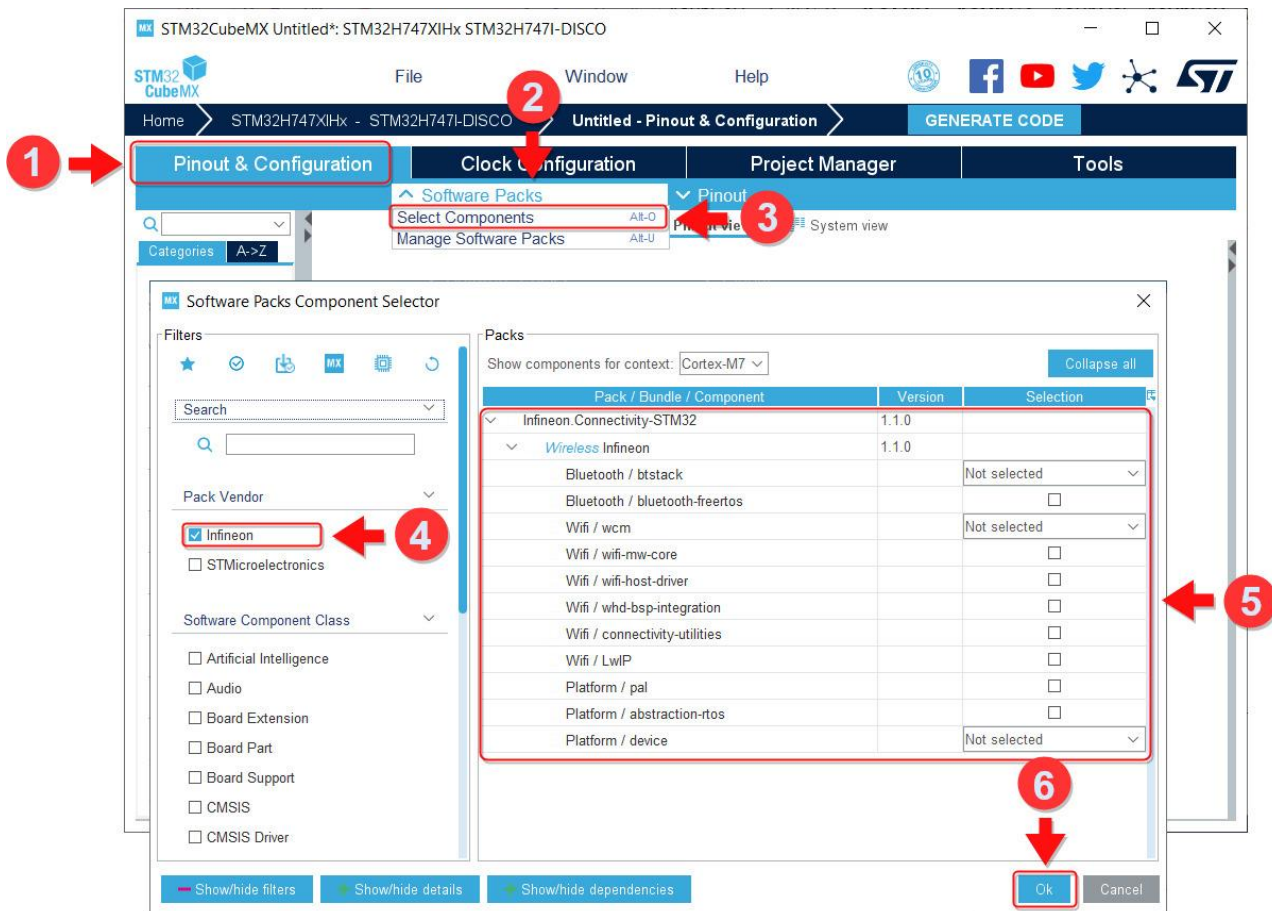 MX STM32CubeMX Untitled*: STM32H747XIHx STM32H747I-DISCO
STM32 CubeMX
File Window Help
10
ST
2
Home STM32H747XIHx - STM32H747I-DISCO Untitled - Pinout & Configuration GENERATE CODE
1
Pinout & Configuration Clock Configuration Project Manager Tools
Software Packs Pinout
Select Components Alt-O
3
Manage Software Packs Alt-U
Pinout view System view
Categories A->Z
MX Software Packs Component Selector
Filters
MX
Search
Pack Vendor
Infineon
4
STMicroelectronics
Software Component Class
Artificial Intelligence
Audio
Board Extension
Board Part
Board Support
CMSIS
CMSIS Driver
Packs
Show components for context: Cortex-M7 Collapse all
Pack / Bundle / Component Version Selection
Infineon.Connectivity-STM32 1.1.0
Wireless Infineon 1.1.0
Bluetooth / btstack Not selected
Bluetooth / bluetooth-freertos
Wifi / wcm Not selected
Wifi / wifi-mw-core
Wifi / wifi-host-driver
Wifi / whd-bsp-integration
5
Wifi / connectivity-utilities
Wifi / LwIP
Platform / pal
Platform / abstraction-rtos
Platform / device Not selected
6
Show/hide filters Show/hide details Show/hide dependencies Ok Cancel